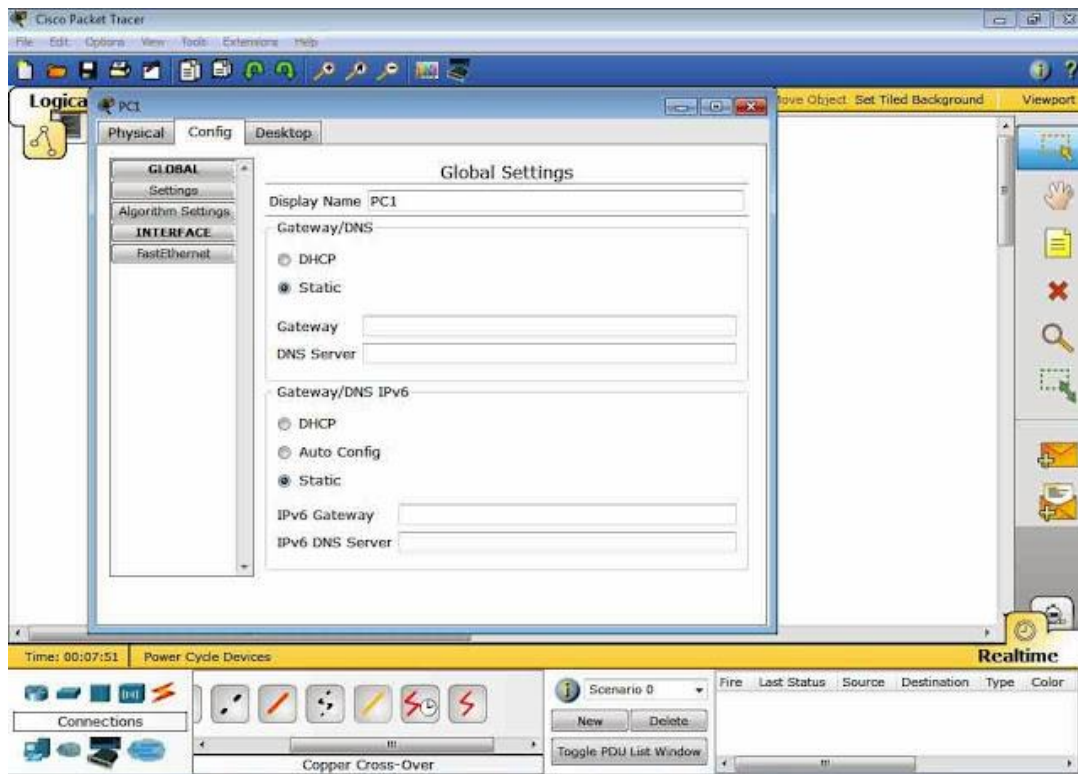 Cisco Packet Tracer
File Edit Options View Tools Extensions Help
Logica
Move Object Set Tiled Background Viewport
PC1
Physical Config Desktop
GLOBAL
Settings
Algorithm Settings
INTERFACE
FastEthernet
Global Settings
Display Name PC1
Gateway/DNS
DHCP
Static
Gateway
DNS Server
Gateway/DNS IPv6
DHCP
Auto Config
Static
IPv6 Gateway
IPv6 DNS Server
Time: 00:07:51 Power Cycle Devices
Realtime
Connections
Copper Cross-Over
Scenario 0
New Delete
Toggle PDU List Window
Fire Last Status Source Destination Type Color